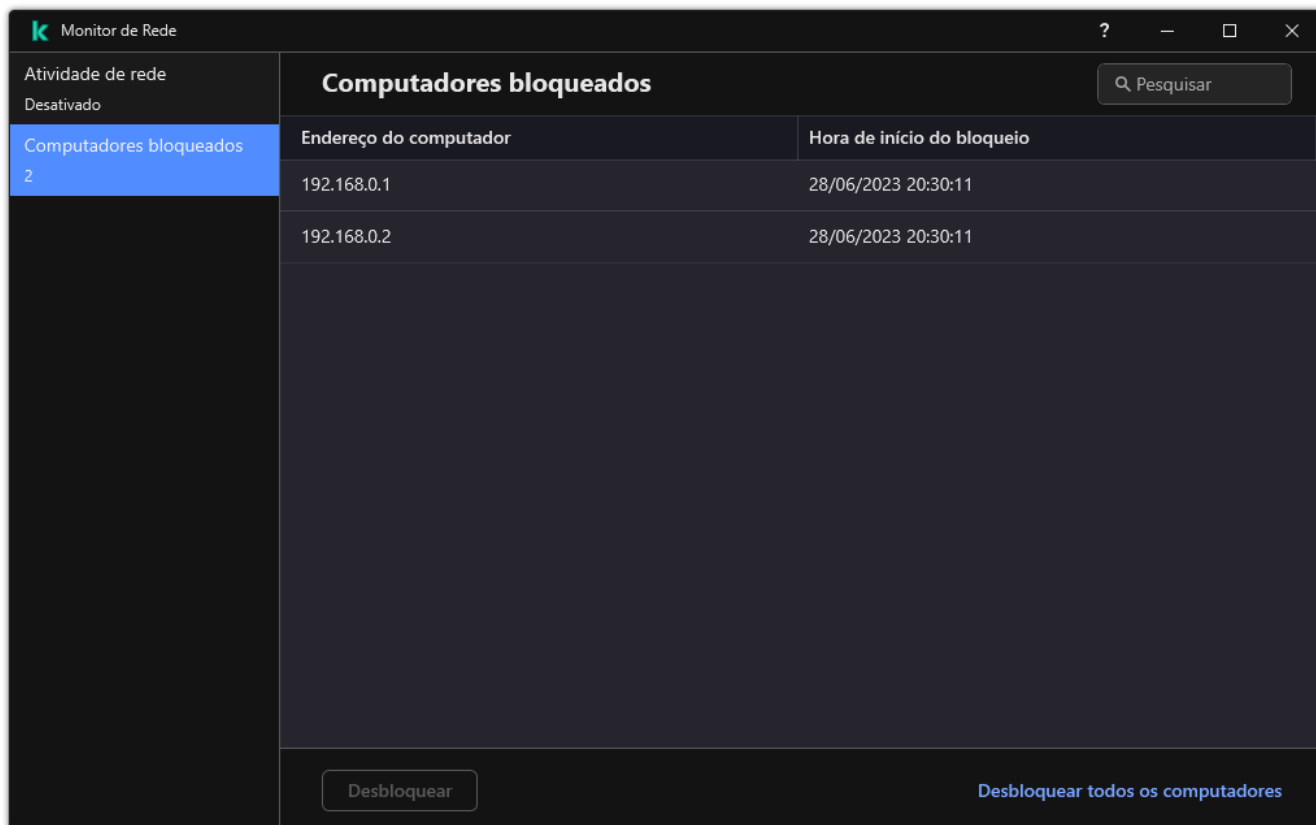 Monitor de Rede
?
Atividade de rede
Desativado
Computadores bloqueados
2
Computadores bloqueados
Pesquisar
Endereço do computador
Hora de início do bloqueio
192.168.0.1
28/06/2023 20:30:11
192.168.0.2
28/06/2023 20:30:11
Desbloquear
Desbloquear todos os computadores